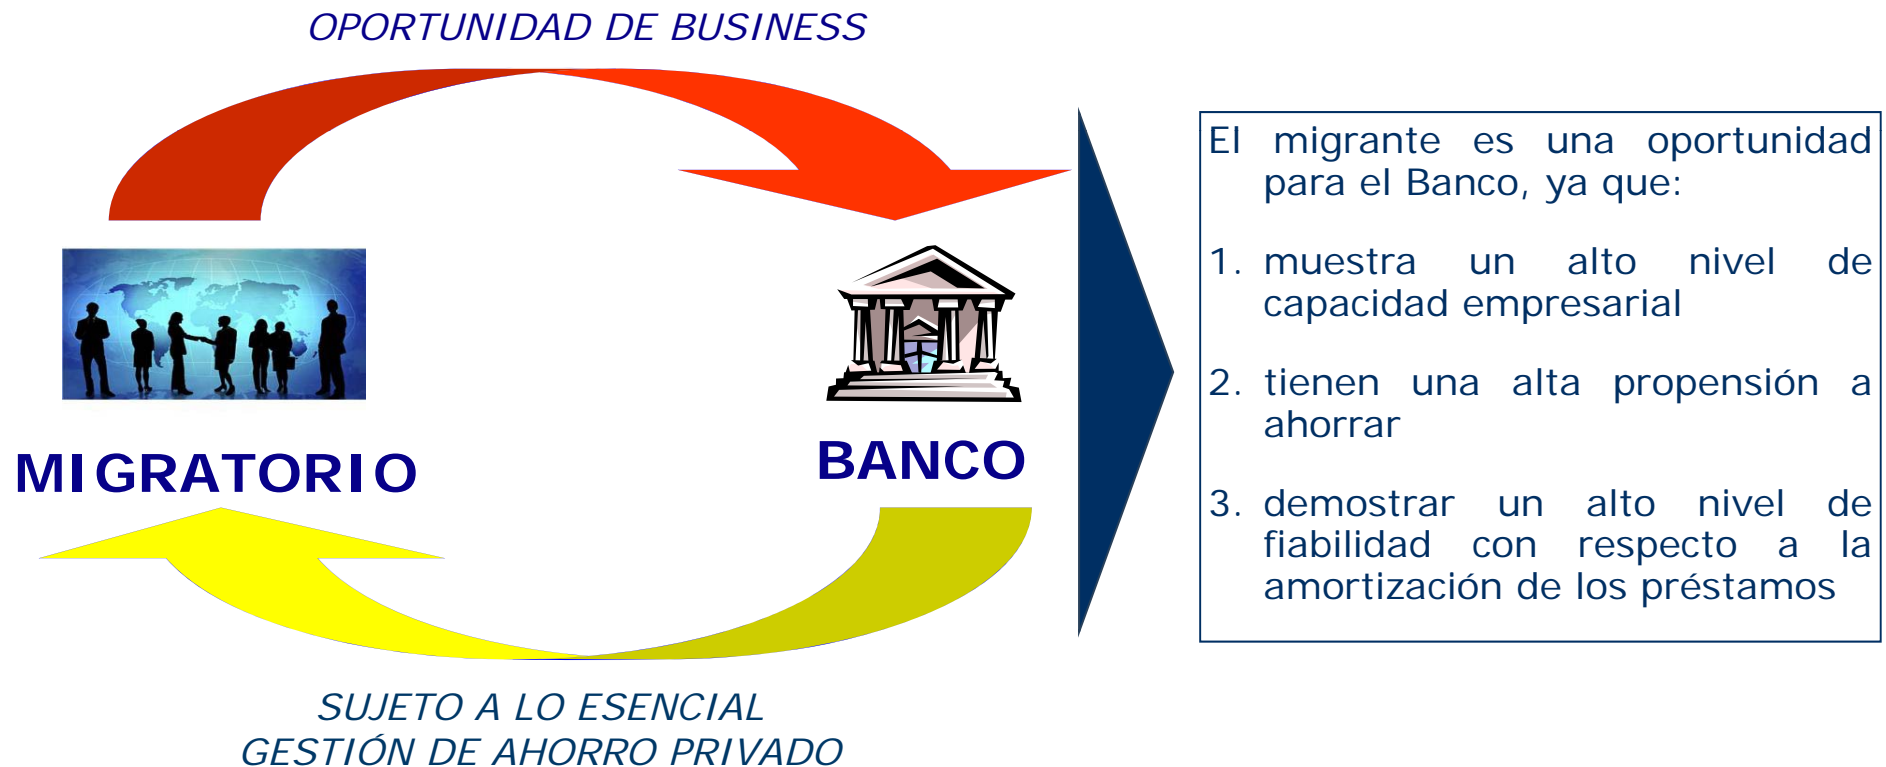 OPORTUNIDAD DE BUSINESS
MIGRATORIO
BANCO
SUJETO A LO ESENCIAL
GESTIÓN DE AHORRO PRIVADO
El migrante es una oportunidad
para el Banco, ya que:
1. muestra un alto nivel de
capacidad empresarial
2. tienen una alta propensión a
ahorrar
3. demostrar un alto nivel de
fiabilidad con respecto a la
amortización de los préstamos